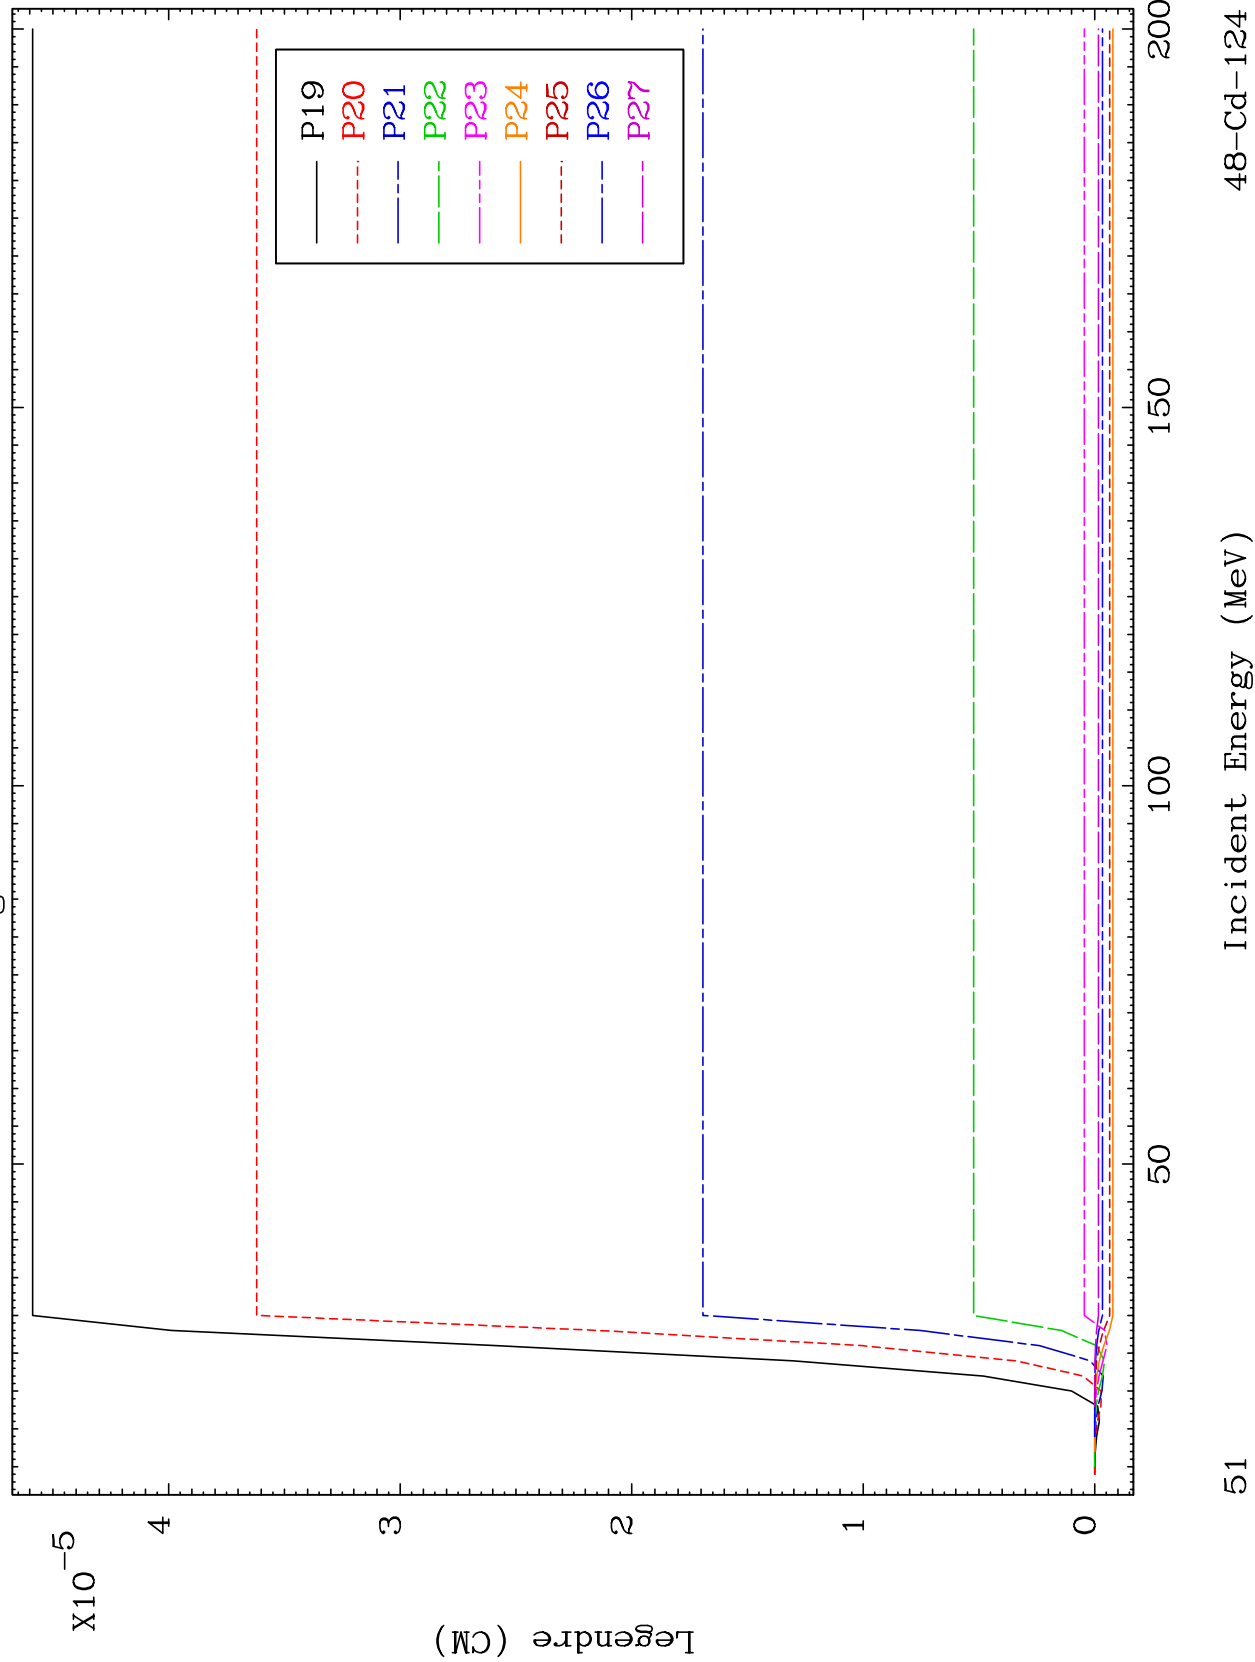 X10-5
Legendre (CM)
4
3
2
1
0
50
100
150
200
P19
P20
P21
P22
P23
P24
P25
P26
P27
Incident Energy (MeV)
51
48-Cd-124